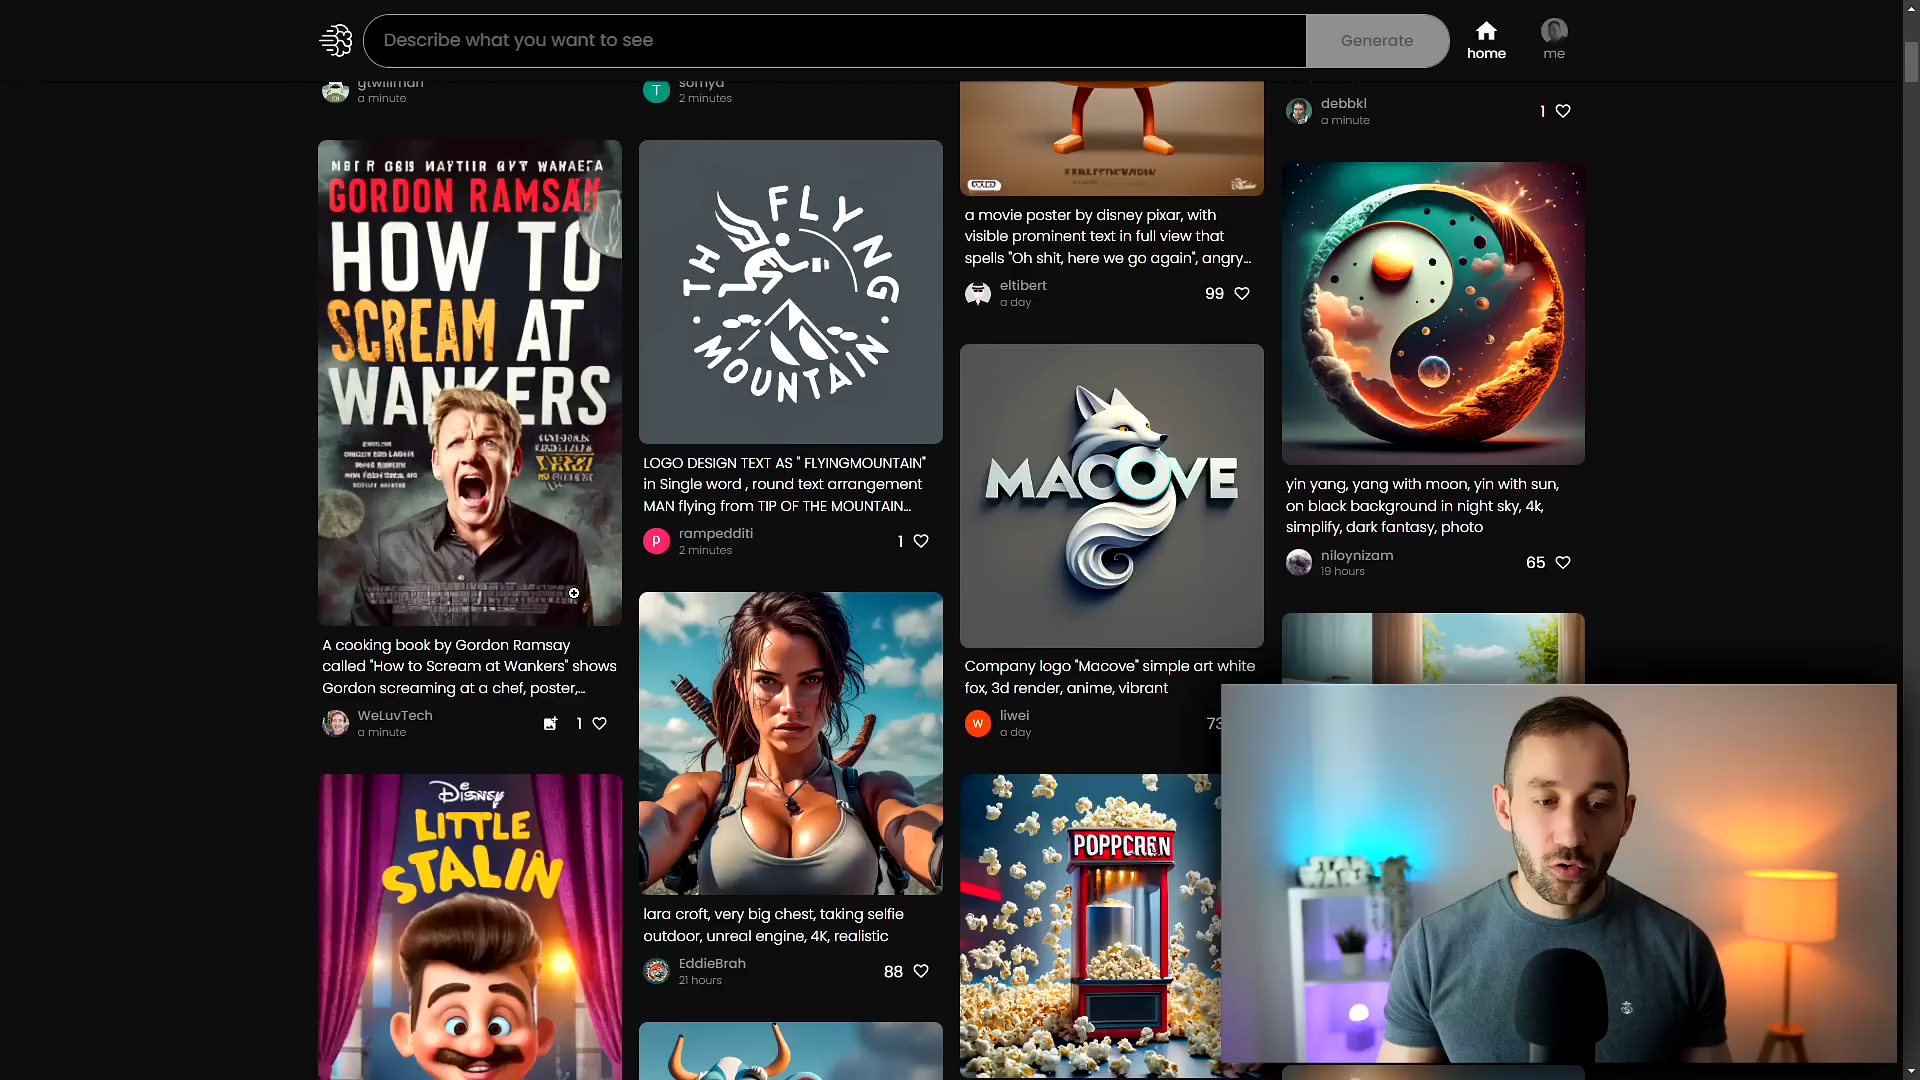 Describe what you want to see
Generate
home
me
gtwillman
a minute
somya
2 minutes
debbkl
a minute
1
GORDON RAMSAY
HOW TO
SCREAM AT
WANKERS
A cooking book by Gordon Ramsay
called "How to Scream at Wankers" shows
Gordon screaming at a chef, poster,...
WeLuvTech
a minute
1
DISNEY
LITTLE
STALIN
T
TH FLYNG
MOUNTAIN
LOGO DESIGN TEXT AS " FLYINGMOUNTAIN"
in Single word , round text arrangement
MAN flying from TIP OF THE MOUNTAIN...
P
rampedditi
2 minutes
1
lara croft, very big chest, taking selfie
outdoor, unreal engine, 4K, realistic
EddieBrah
21 hours
88
a movie poster by disney pixar, with
visible prominent text in full view that
spells "Oh shit, here we go again", angry...
eltibert
a day
99
MACOVE
Company logo "Macove" simple art white
fox, 3d render, anime, vibrant
W
liwei
a day
73
POPPCREN
yin yang, yang with moon, yin with sun,
on black background in night sky, 4k,
simplify, dark fantasy, photo
niloynizam
19 hours
65